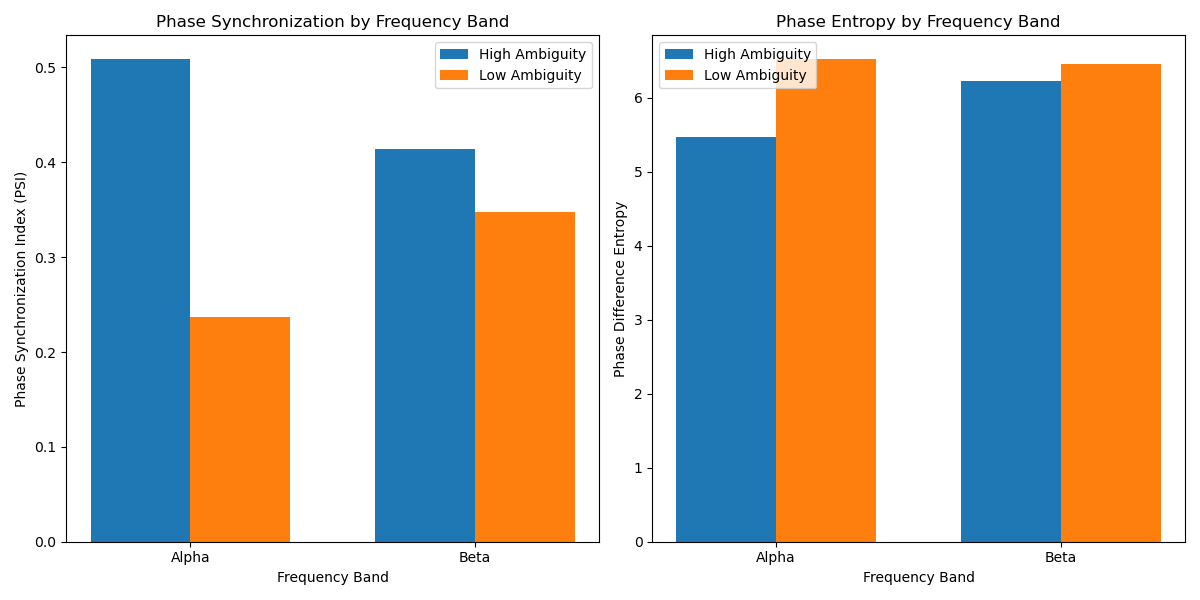 Phase Synchronization by Frequency Band
Phase Synchronization Index (PSI)
0.5
0.4
0.3
0.2
0.1
0.0
High Ambiguity
Low Ambiguity
Alpha
Beta
Frequency Band
Phase Entropy by Frequency Band
Phase Difference Entropy
6
5
4
3
2
1
0
High Ambiguity
Low Ambiguity
Alpha
Beta
Frequency Band